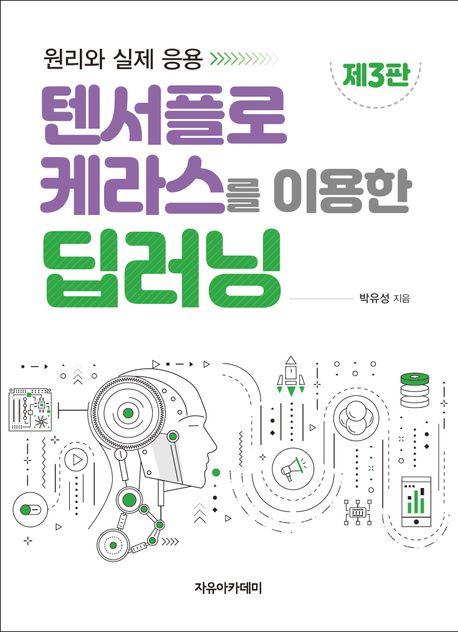 원리와 실제 응용
제3판
텐서플로
케라스를 이용한
딥러닝
박유성 지음
자유아카데미